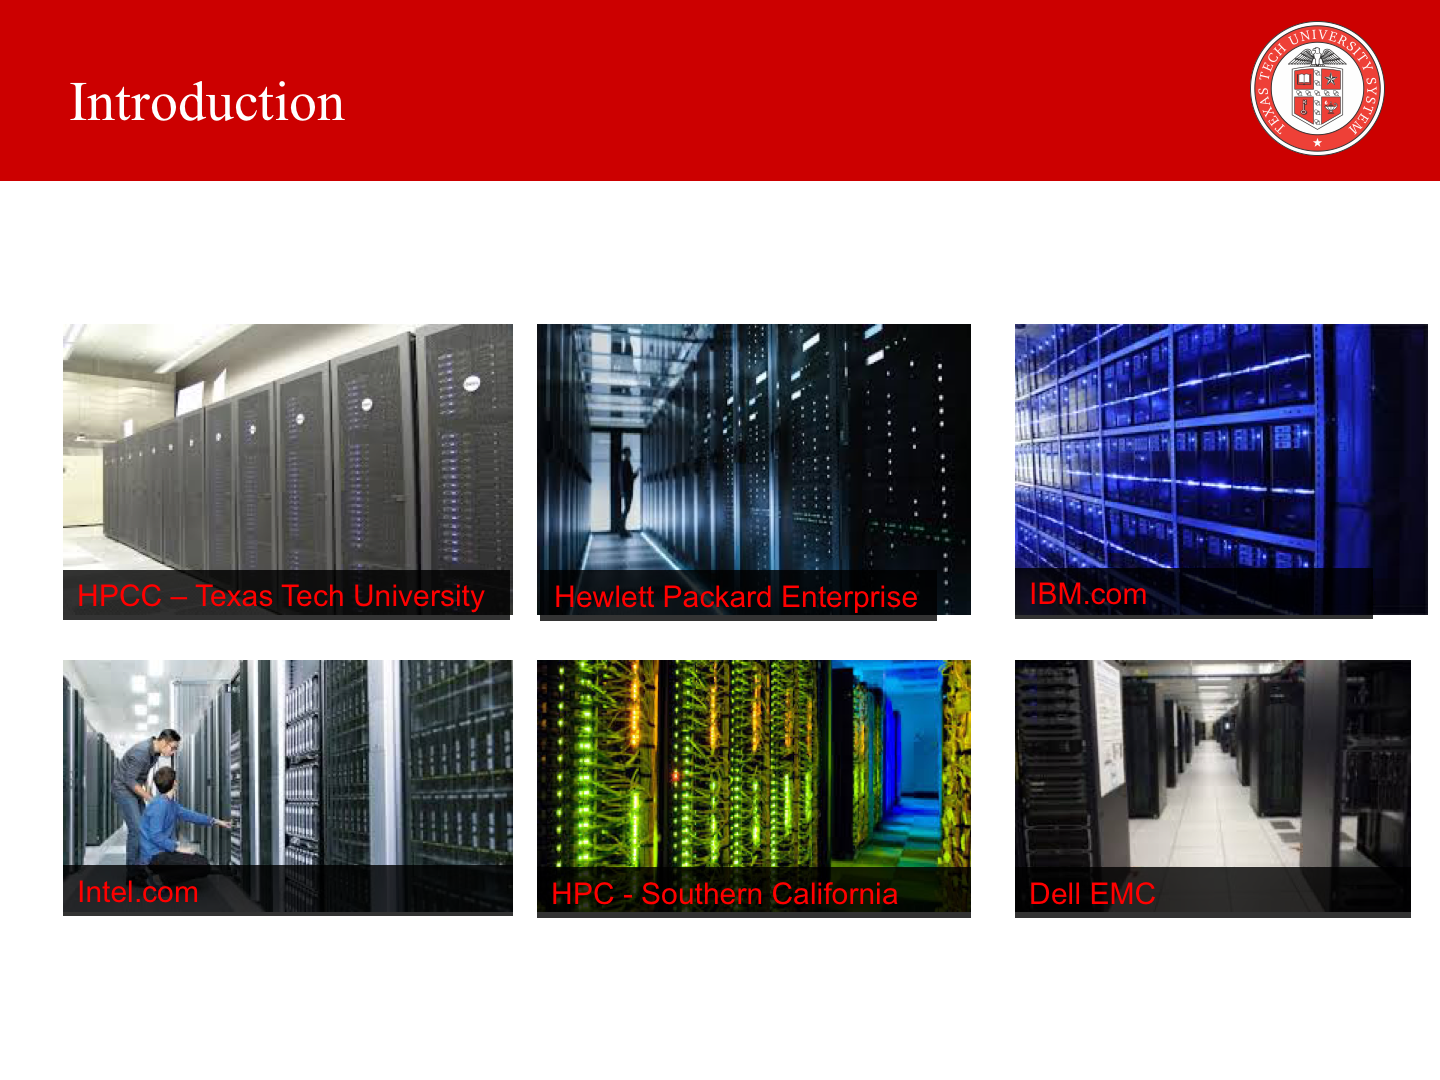 Introduction
TEXAS TECH UNIVERSITY SYSTEM
HPCC – Texas Tech University
Hewlett Packard Enterprise
IBM.com
Intel.com
HPC - Southern California
Dell EMC